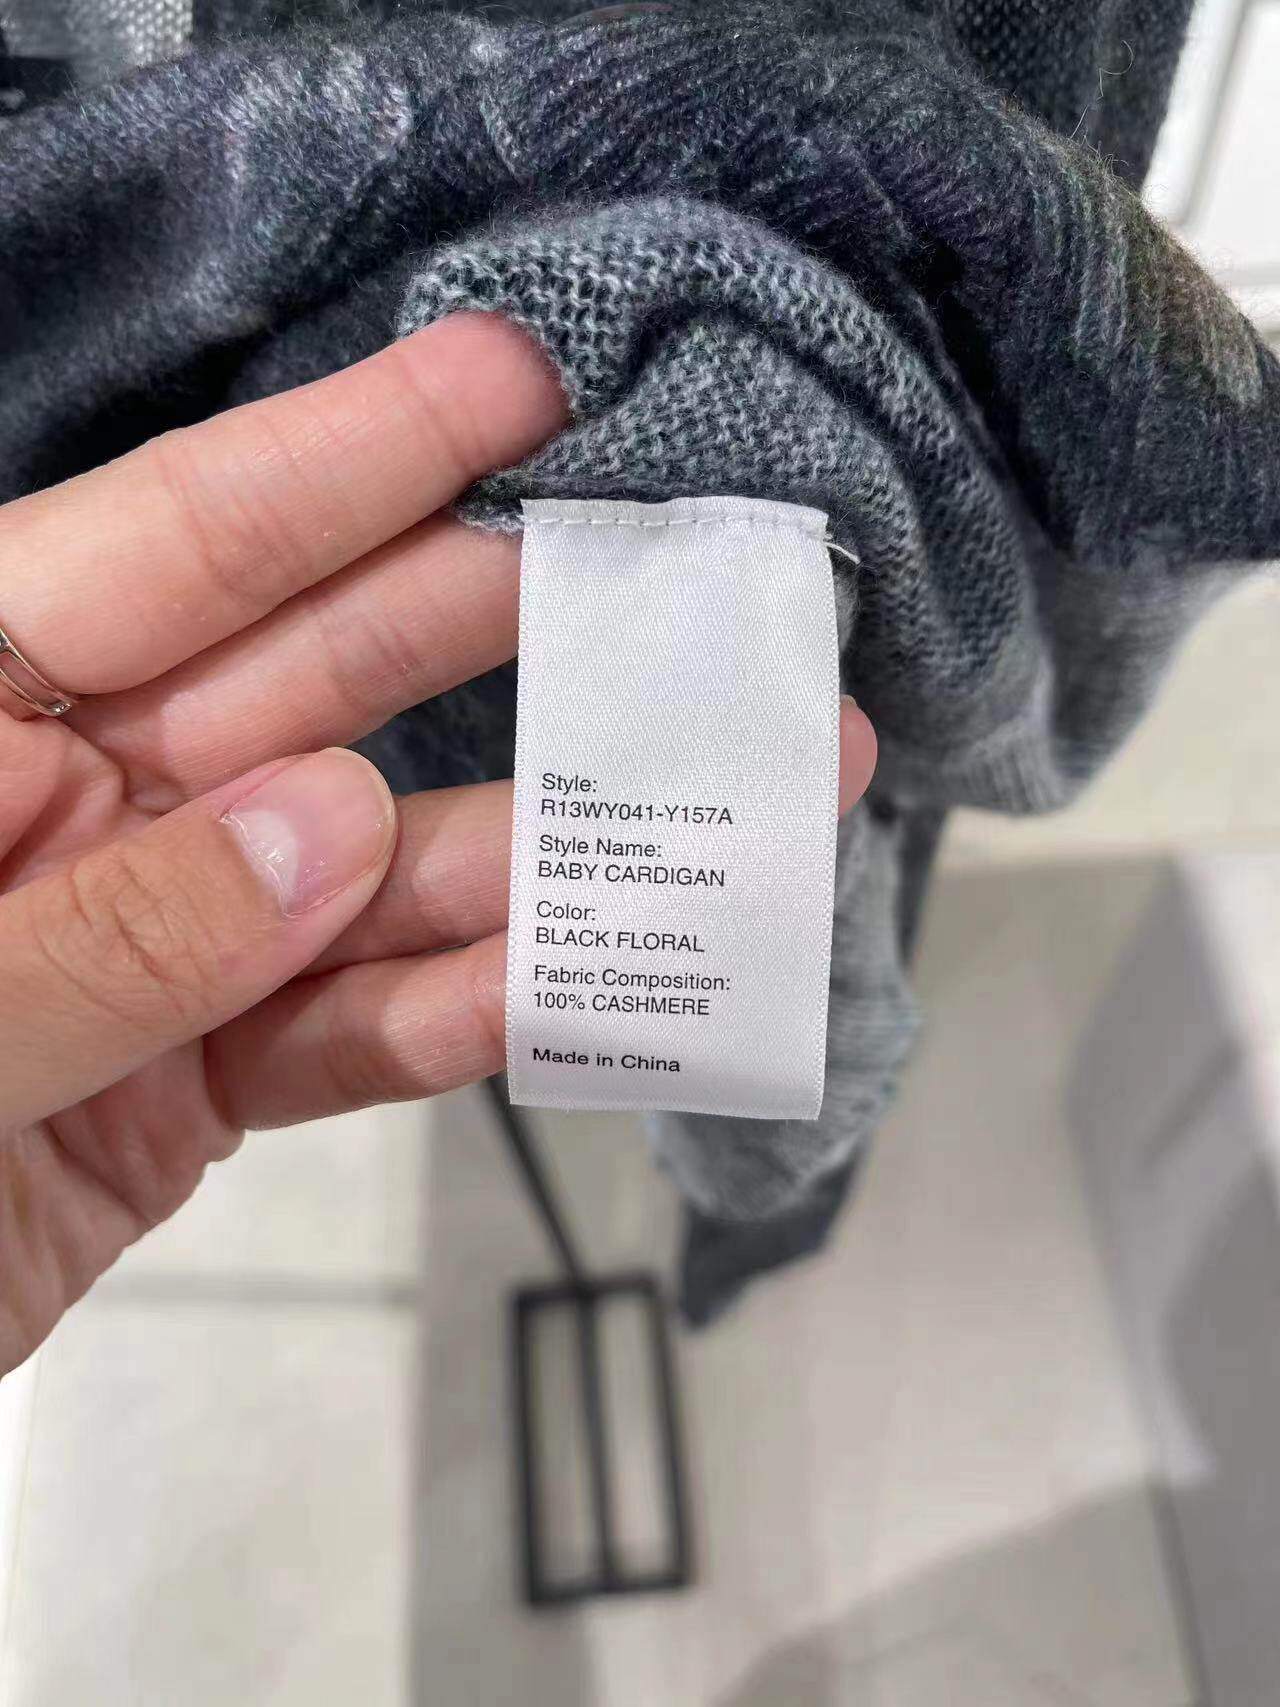 Style:
R13WY041-Y157A
Style Name:
BABY CARDIGAN
Color:
BLACK FLORAL
Fabric Composition:
100% CASHMERE
Made in China